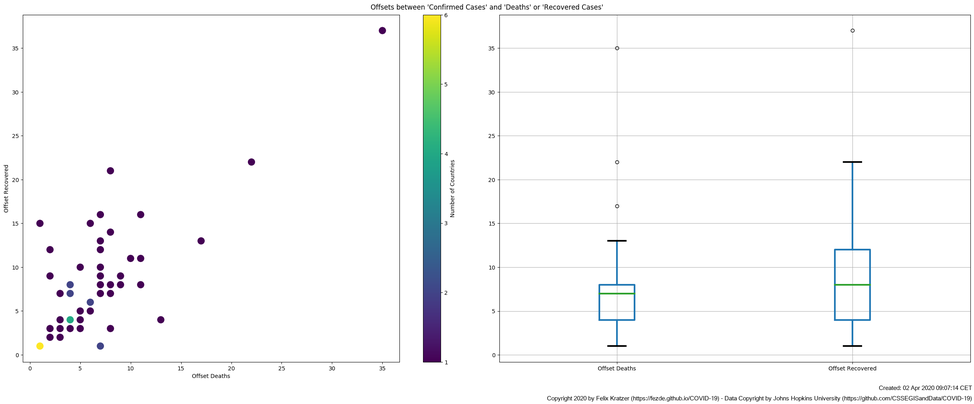 Offsets between 'Confirmed Cases' and 'Deaths' or 'Recovered Cases'
35
30
25
20
15
10
5
0
Offset Recovered
0 5 10 15 20 25 30 35
Offset Deaths
6
5
4
3
2
1
Number of Countries
35
30
25
20
15
10
5
0
Offset Deaths Offset Recovered
Created: 02 Apr 2020 09:07:14 CET
Copyright 2020 by Felix Kratzer (https://fezde.github.io/COVID-19) - Data Copyright by Johns Hopkins University (https://github.com/CSSEGISandData/COVID-19)